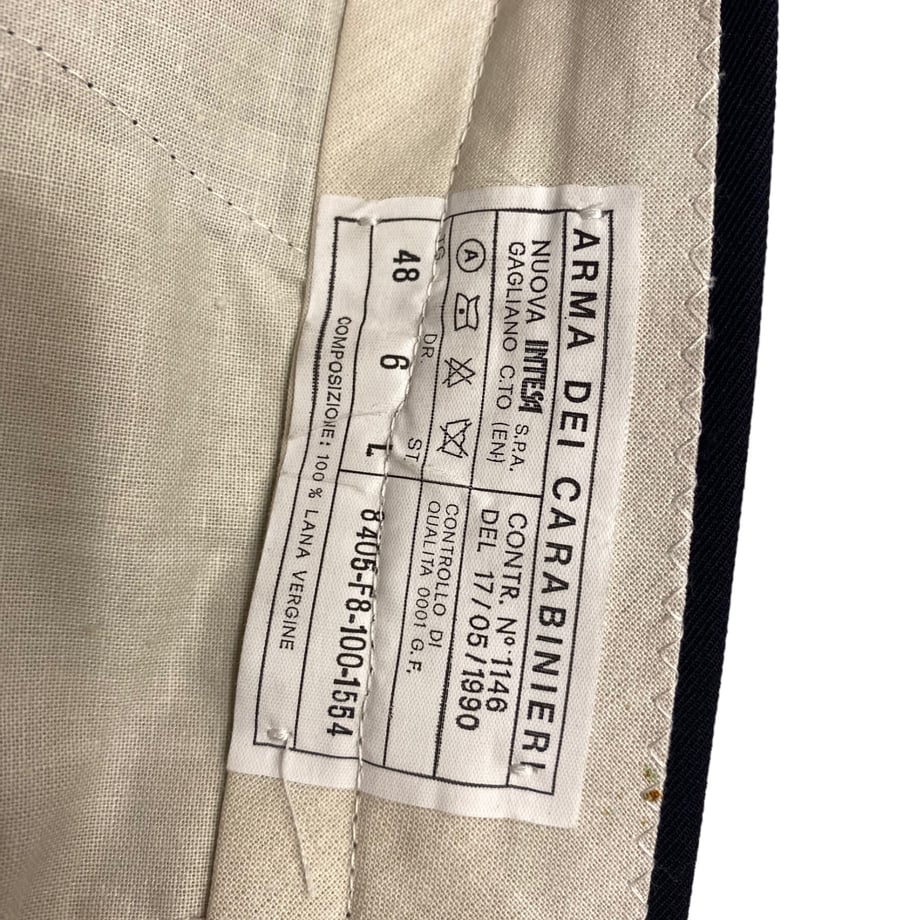 ARMA DEI CARABINIERI
NUOVA INTESA S.P.A.
GAGLIANO C.TO (EN)
CONTR. Nº 1146
DEL 17/05/1990
A
CONTROLLO DI
QUALITA 0001 G.F.
TG DR ST
48 6 L
8405-F8-100-1554
COMPOSIZIONE: 100 % LANA VERGINE